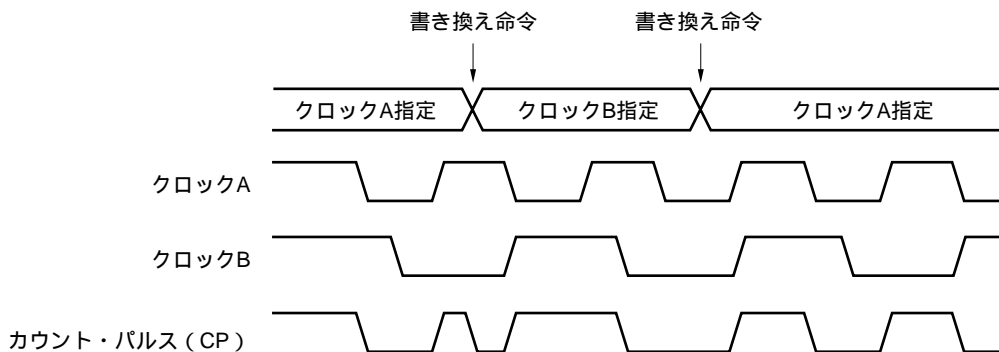 書き換え命令 書き換え命令
クロックA指定 クロックB指定 クロックA指定
クロックA
クロックB
カウント・パルス（CP）